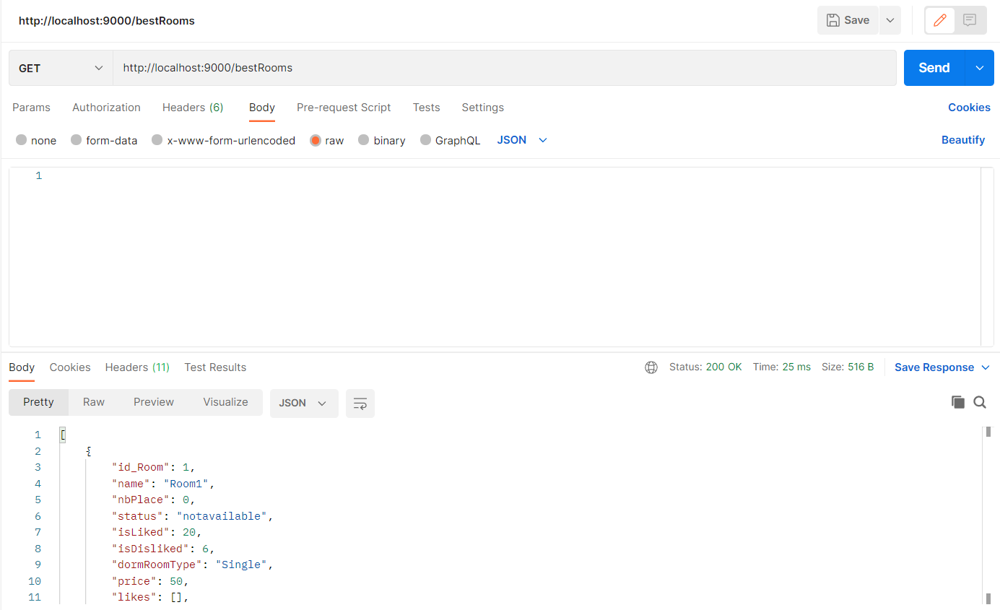 http://localhost:9000/bestRooms Save
GET http://localhost:9000/bestRooms Send
Params Authorization Headers (6) Body Pre-request Script Tests Settings Cookies
none form-data x-www-form-urlencoded raw binary GraphQL JSON Beautify
1
Body Cookies Headers (11) Test Results Status: 200 OK Time: 25 ms Size: 516 B Save Response
Pretty Raw Preview Visualize JSON
1 [
2 {
3 "id_Room": 1,
4 "name": "Room1",
5 "nbPlace": 0,
6 "status": "notavailable",
7 "isLiked": 20,
8 "isDisliked": 6,
9 "dormRoomType": "Single",
10 "price": 50,
11 "likes": [],